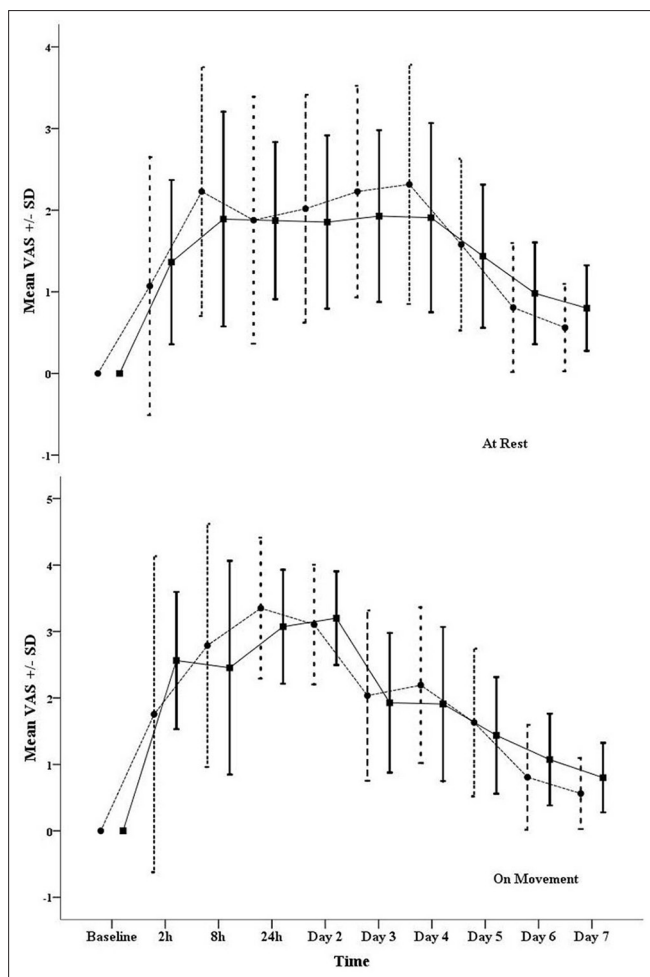 4
3
2
1
0
-1
Mean VAS +/- SD
At Rest
5
4
3
2
1
0
-1
Mean VAS +/- SD
On Movement
Baseline 2h 8h 24h Day 2 Day 3 Day 4 Day 5 Day 6 Day 7
Time